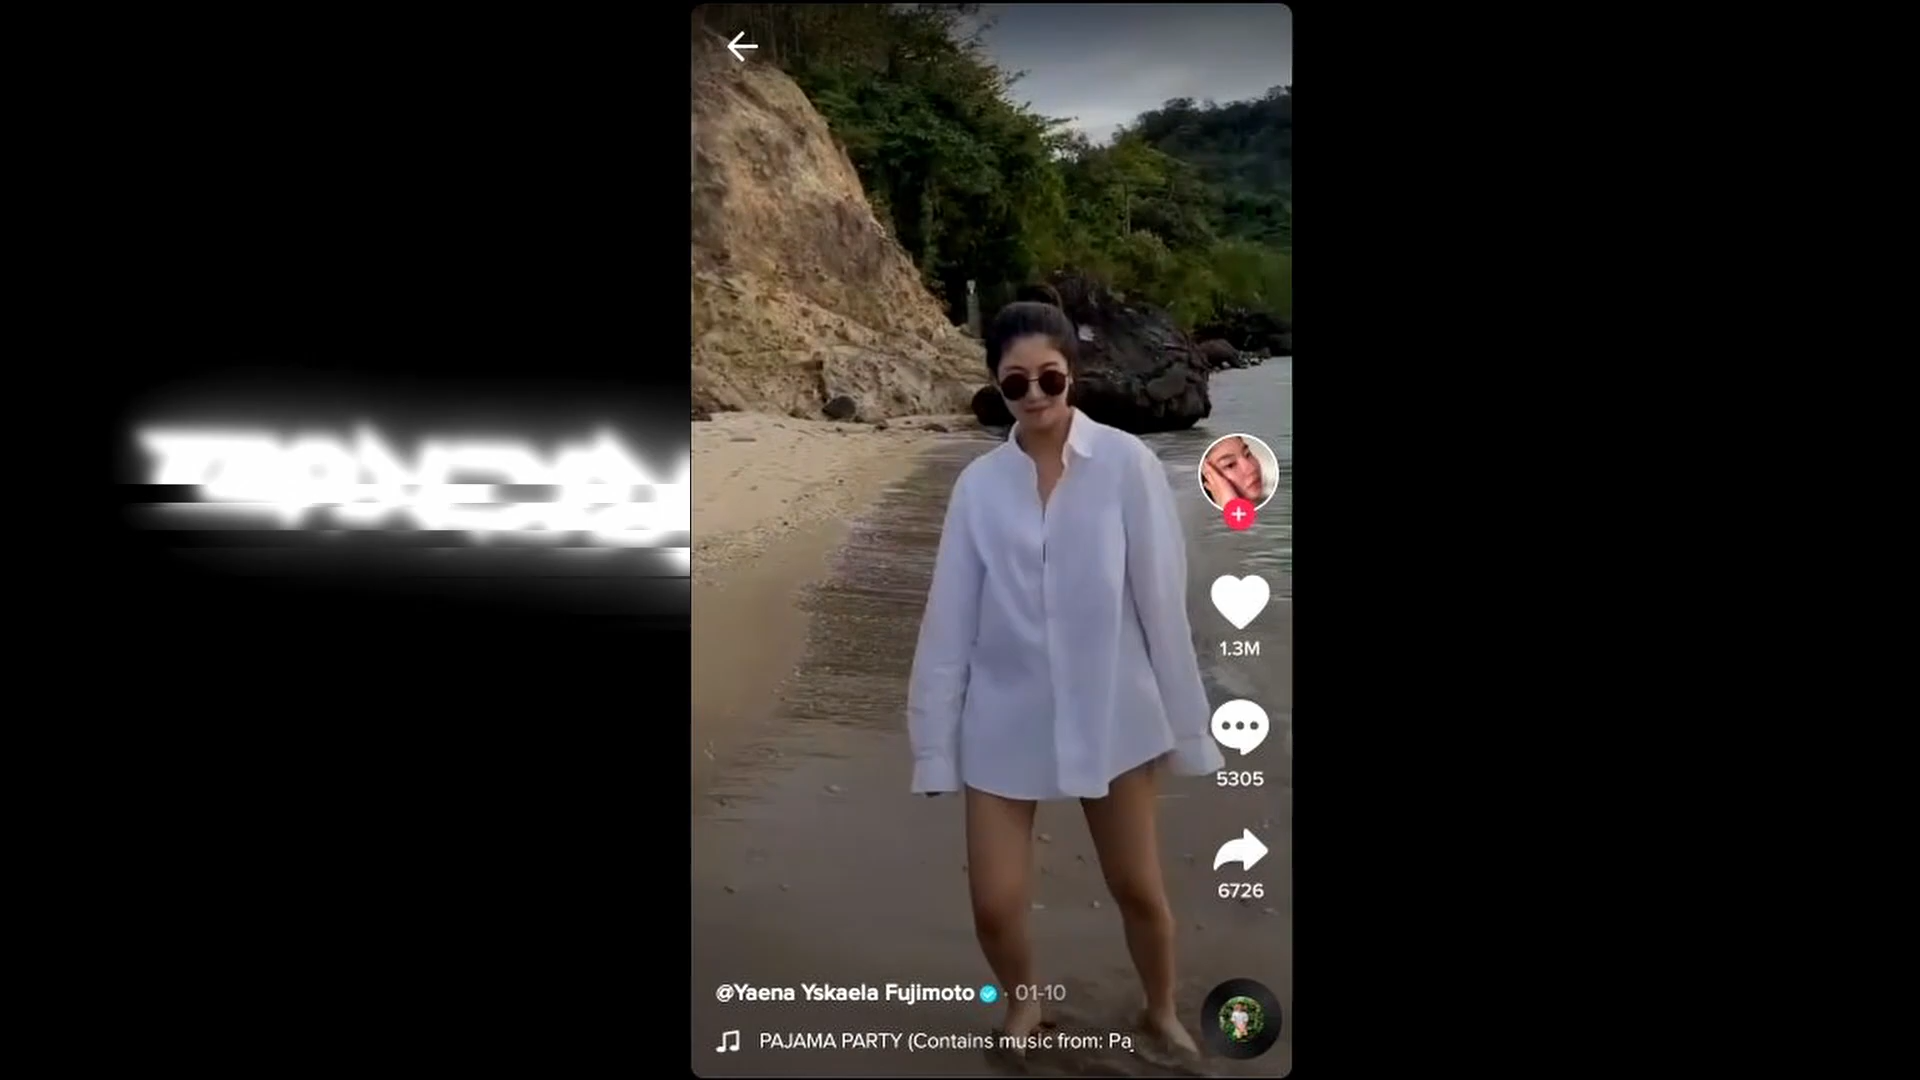 1.3M
5305
6726
@Yaena Yskaela Fujimoto · 01-10
PAJAMA PARTY (Contains music from: Pa